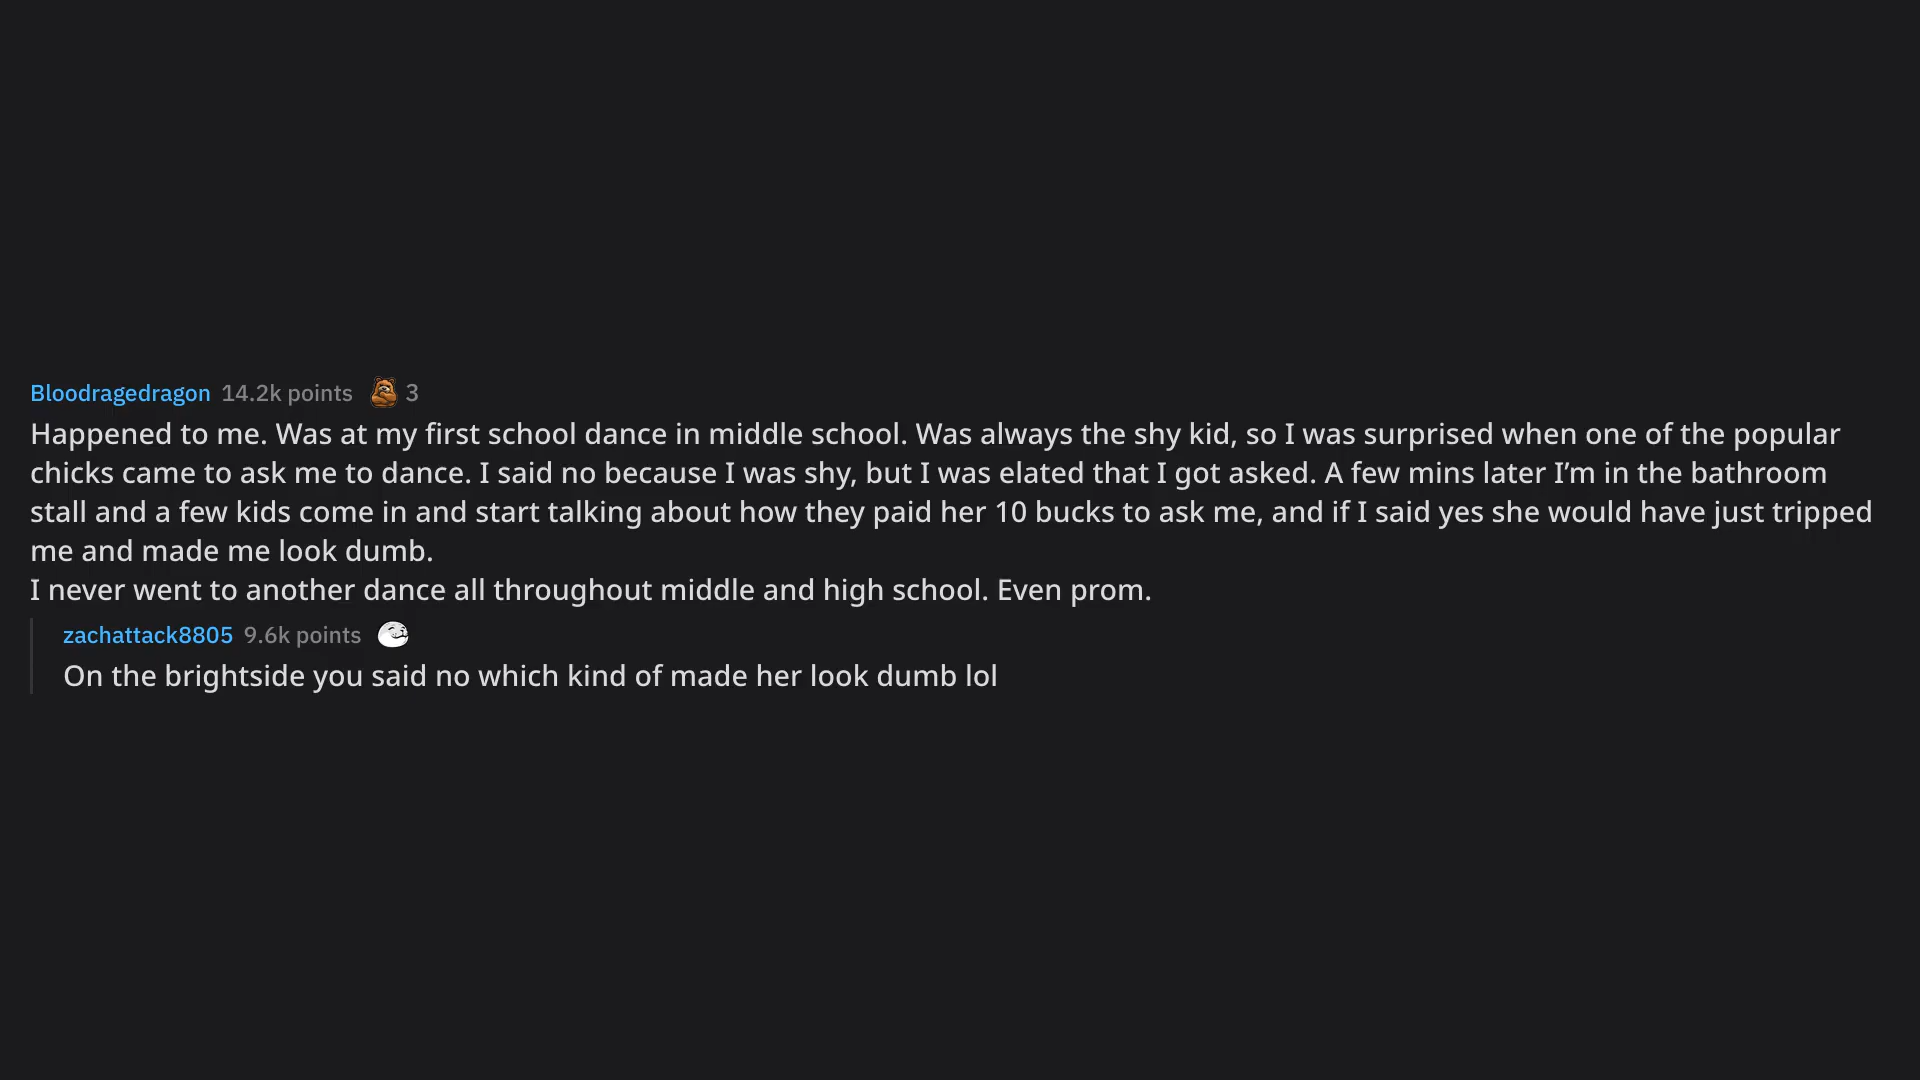 Bloodragedragon 14.2k points 3
Happened to me. Was at my first school dance in middle school. Was always the shy kid, so I was surprised when one of the popular
chicks came to ask me to dance. I said no because I was shy, but I was elated that I got asked. A few mins later I’m in the bathroom
stall and a few kids come in and start talking about how they paid her 10 bucks to ask me, and if I said yes she would have just tripped
me and made me look dumb.
I never went to another dance all throughout middle and high school. Even prom.
zachattack8805 9.6k points
On the brightside you said no which kind of made her look dumb lol